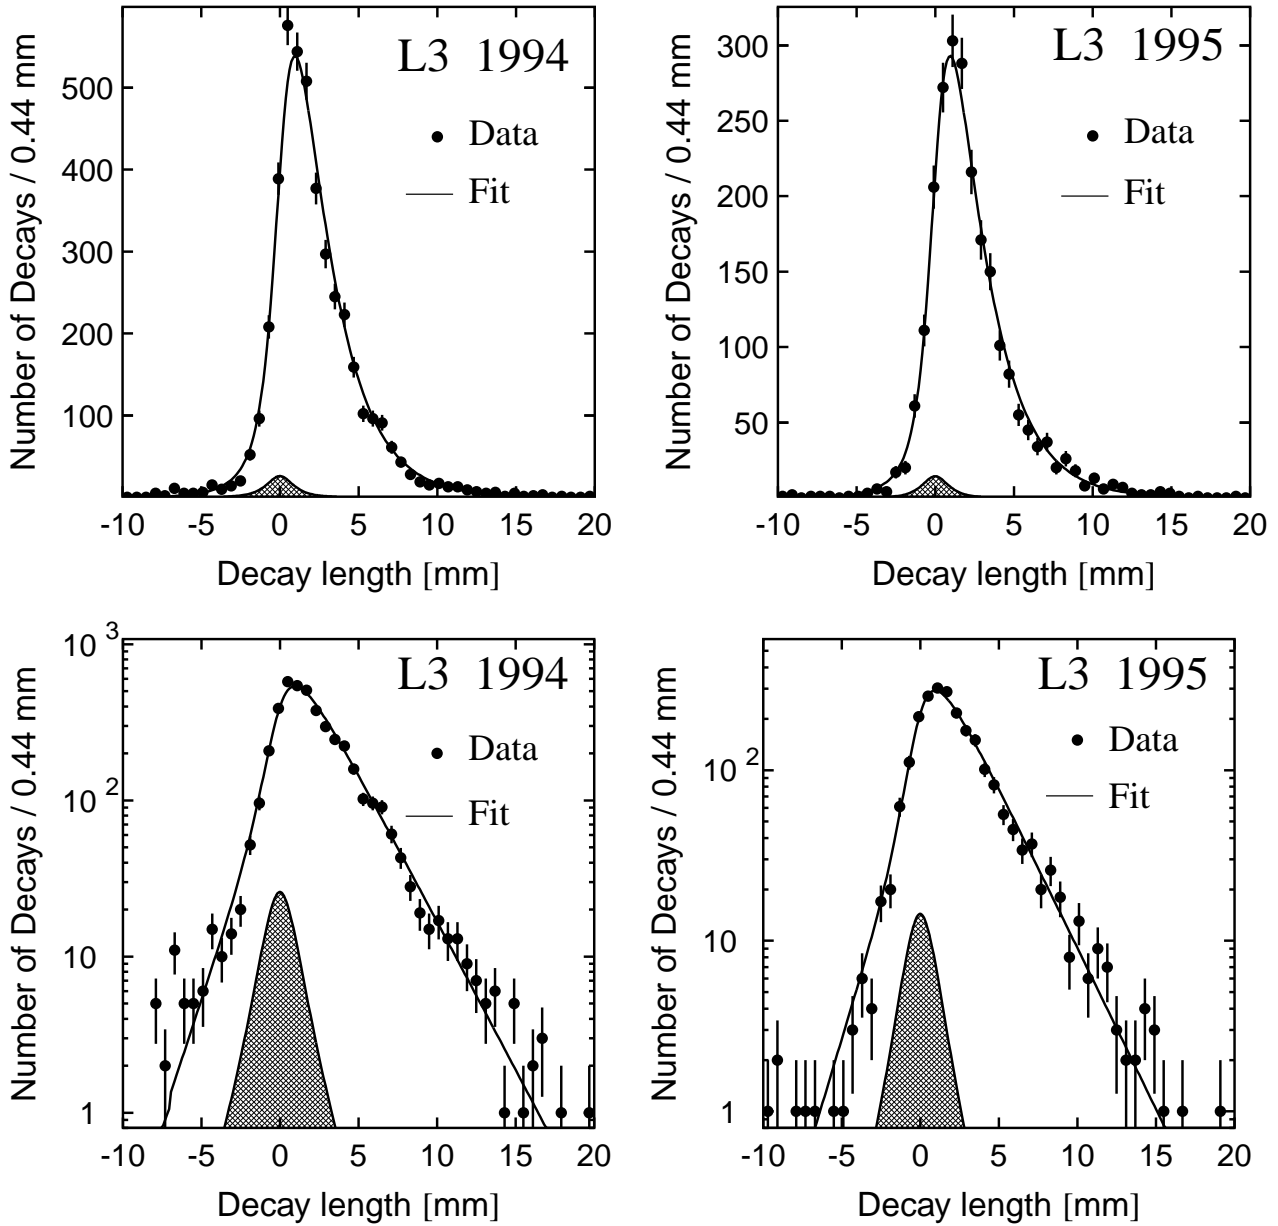 L3 1994
Data
Fit
Number of Decays / 0.44 mm
500
400
300
200
100
-10 -5 0 5 10 15 20
Decay length [mm]
L3 1995
Data
Fit
Number of Decays / 0.44 mm
300
250
200
150
100
50
-10 -5 0 5 10 15 20
Decay length [mm]
L3 1994
Data
Fit
Number of Decays / 0.44 mm
10 3
10 2
10
1
-10 -5 0 5 10 15 20
Decay length [mm]
L3 1995
Data
Fit
Number of Decays / 0.44 mm
10 2
10
1
-10 -5 0 5 10 15 20
Decay length [mm]